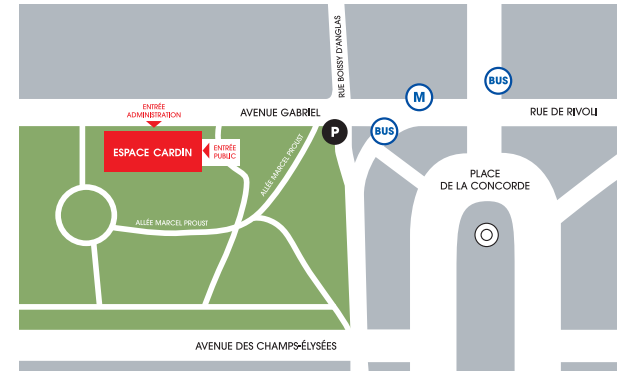 RUE BOISSY D'ANGLAS
BUS
M
ENTRÉE
ADMINISTRATION
AVENUE GABRIEL
RUE DE RIVOLI
P
BUS
ESPACE CARDIN
ENTRÉE
PUBLIC
ALLÉE MARCEL PROUST
PLACE
DE LA CONCORDE
ALLÉE MARCEL PROUST
AVENUE DES CHAMPS-ÉLYSÉES